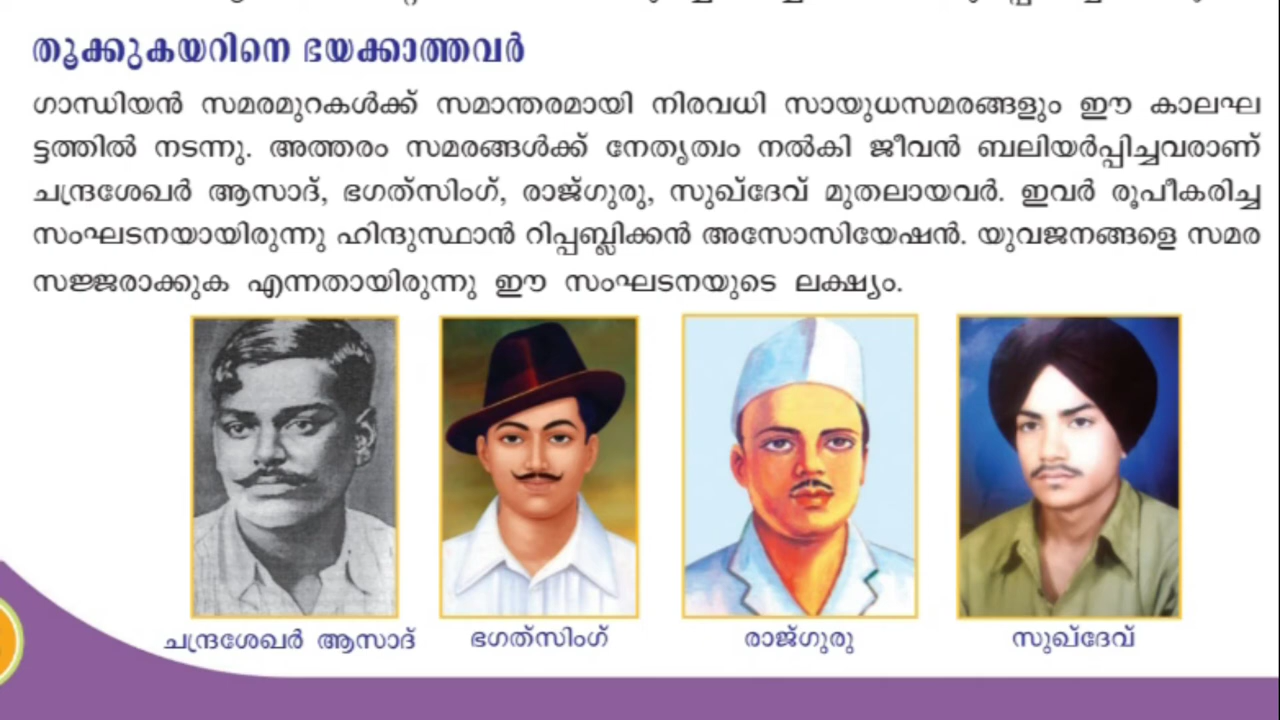 തൂക്കുകയറിനെ ഭയക്കാത്തവർ
ഗാന്ധിയൻ സമരമുറകൾക്ക് സമാന്തരമായി നിരവധി സായുധസമരങ്ങളും ഈ കാലഘ
ട്ടത്തിൽ നടന്നു. അത്തരം സമരങ്ങൾക്ക് നേതൃത്വം നൽകി ജീവൻ ബലിയർപ്പിച്ചവരാണ്
ചന്ദ്രശേഖർ ആസാദ്, ഭഗത്സിംഗ്, രാജ്ഗുരു, സുഖ്ദേവ് മുതലായവർ. ഇവർ രൂപീകരിച്ച
സംഘടനയായിരുന്നു ഹിന്ദുസ്ഥാൻ റിപ്പബ്ലിക്കൻ അസോസിയേഷൻ. യുവജനങ്ങളെ സമര
സജ്ജരാക്കുക എന്നതായിരുന്നു ഈ സംഘടനയുടെ ലക്ഷ്യം.
ചന്ദ്രശേഖർ ആസാദ്
ഭഗത്സിംഗ്
രാജ്ഗുരു
സുഖ്ദേവ്